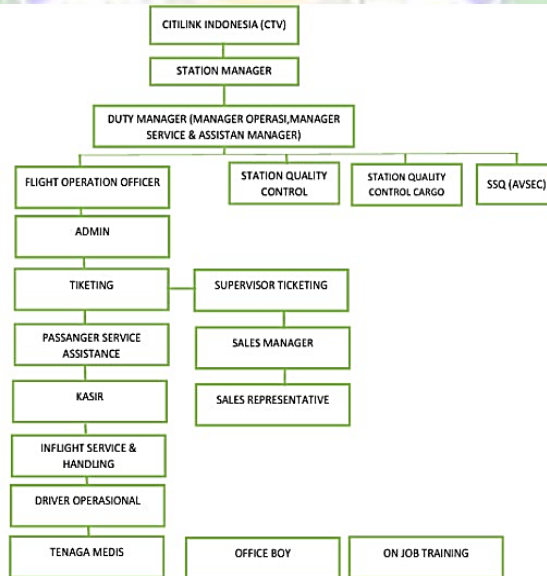 CITILINK INDONESIA (CTV)
STATION MANAGER
DUTY MANAGER (MANAGER OPERASI,MANAGER
SERVICE & ASSISTAN MANAGER)
FLIGHT OPERATION OFFICER
STATION QUALITY
CONTROL
STATION QUALITY
CONTROL CARGO
SSQ (AVSEC)
ADMIN
TIKETING
SUPERVISOR TICKETING
PASSANGER SERVICE
ASSISTANCE
SALES MANAGER
KASIR
SALES REPRESENTATIVE
INFLIGHT SERVICE &
HANDLING
DRIVER OPERASIONAL
TENAGA MEDIS
OFFICE BOY
ON JOB TRAINING